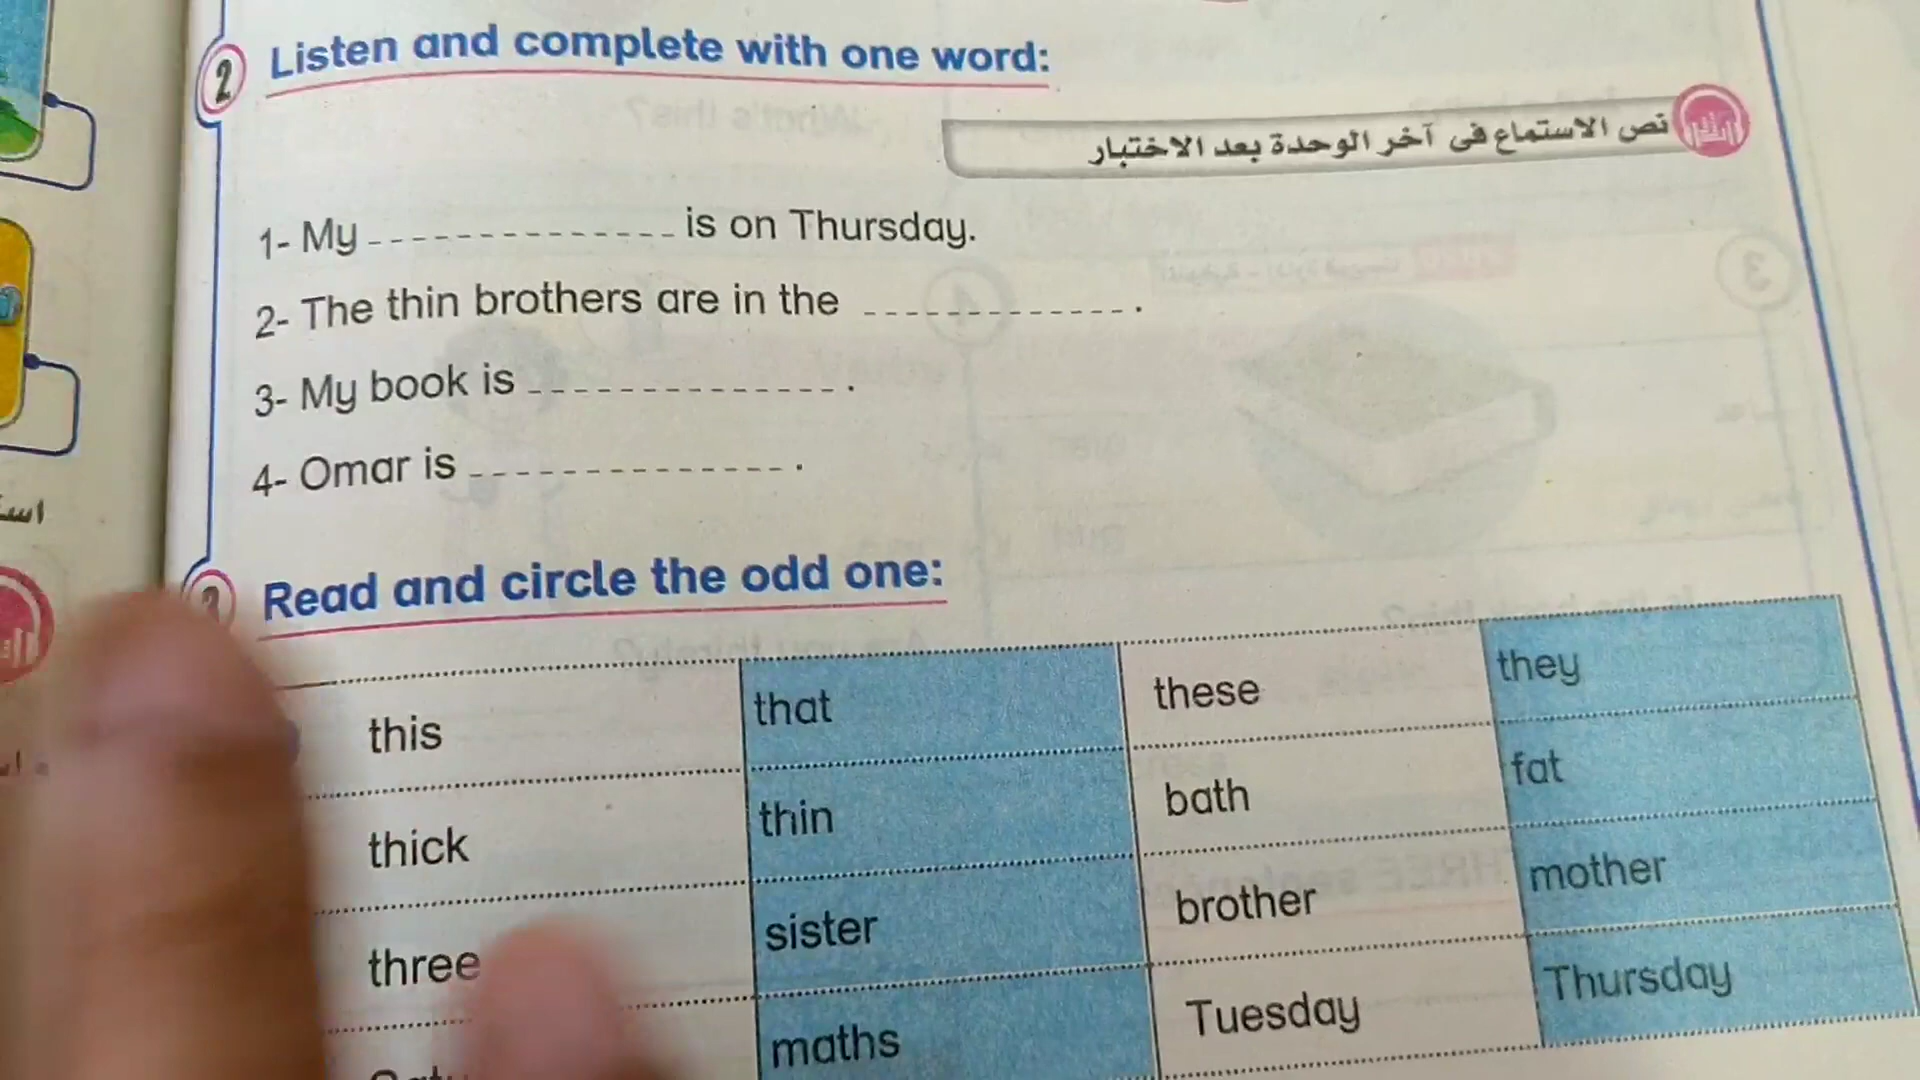 2 Listen and complete with one word:
نص الاستماع فى آخر الوحدة بعد الاختبار
1- My -------------- is on Thursday.
2- The thin brothers are in the ------------- .
3- My book is -------------- .
4- Omar is -------------- .
3 Read and circle the odd one:
this that these they
thick thin bath fat
three sister brother mother
maths Tuesday Thursday